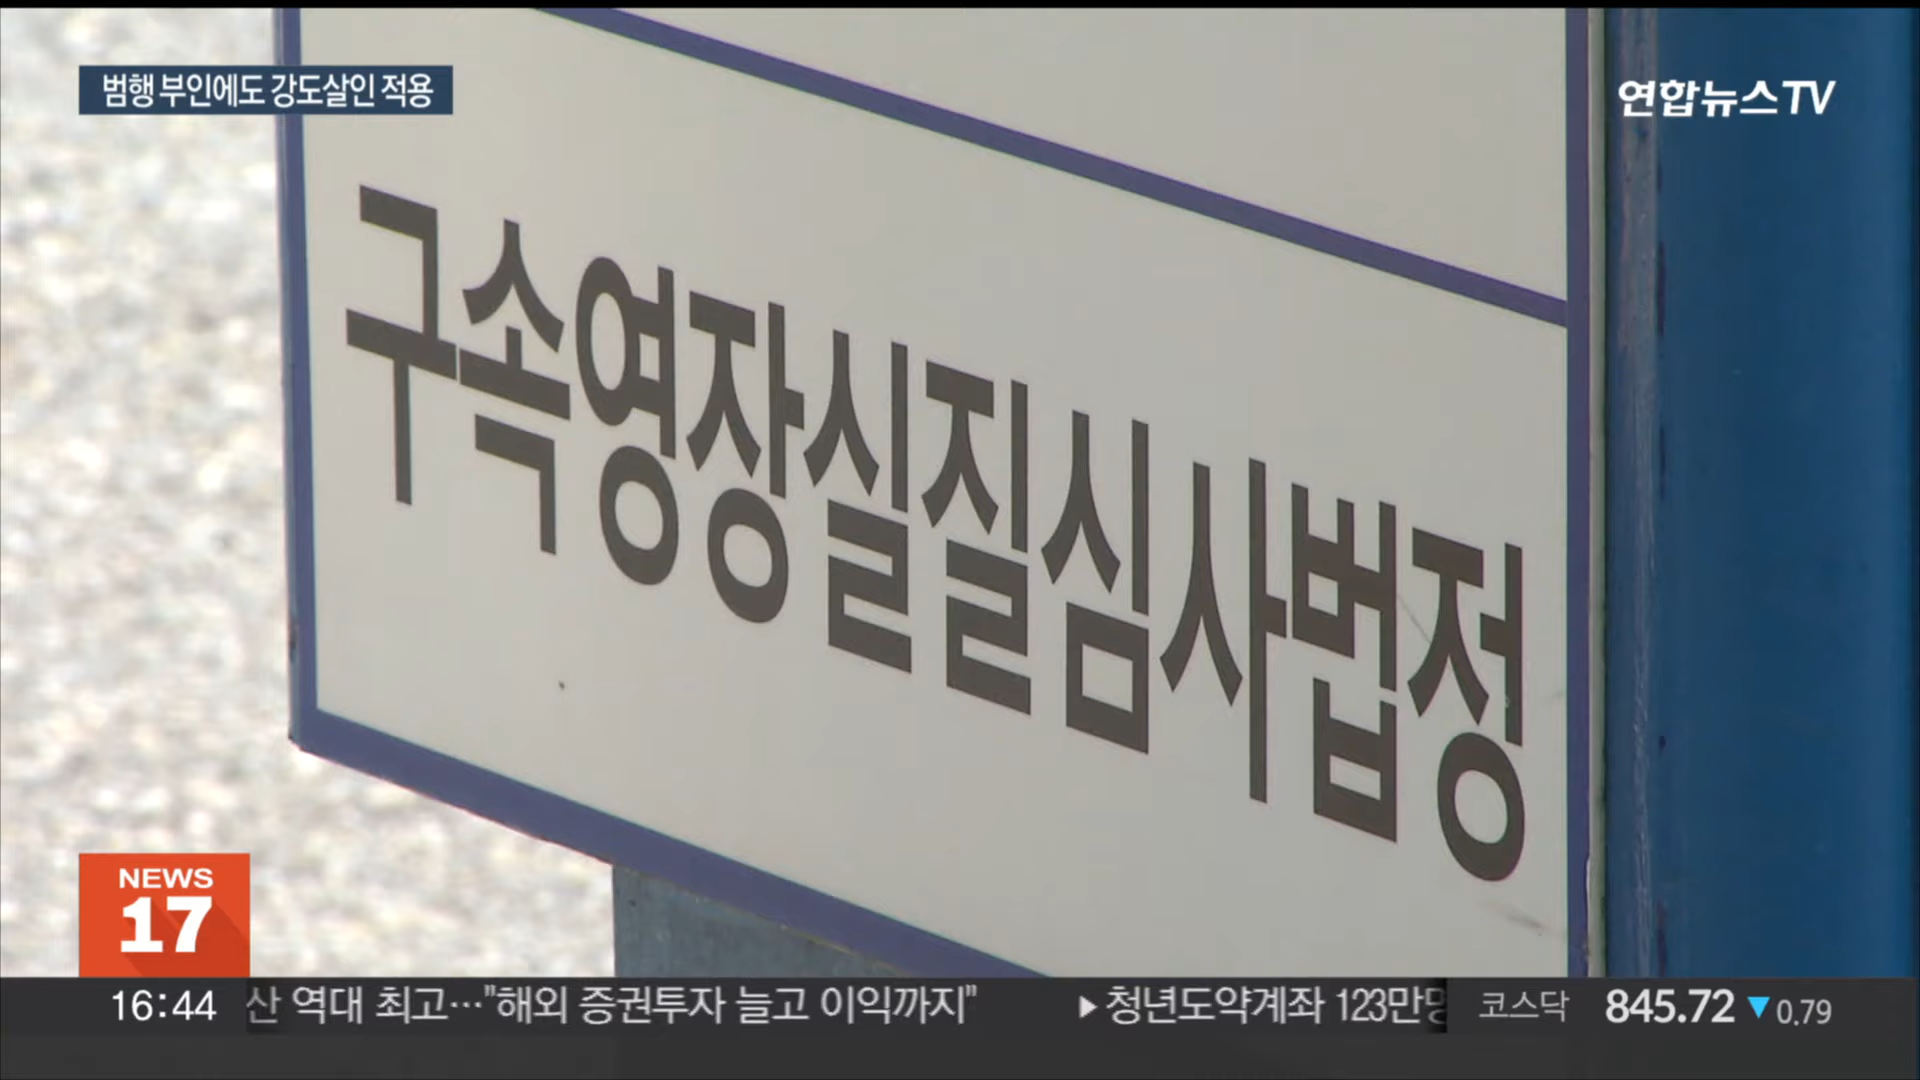 범행 부인에도 강도살인 적용
연합뉴스TV
구속영장실질심사법정
NEWS
17
16:44 산 역대 최고…"해외 증권투자 늘고 이익까지" ▶청년도약계좌 123만명 코스닥 845.72 ▼0.79